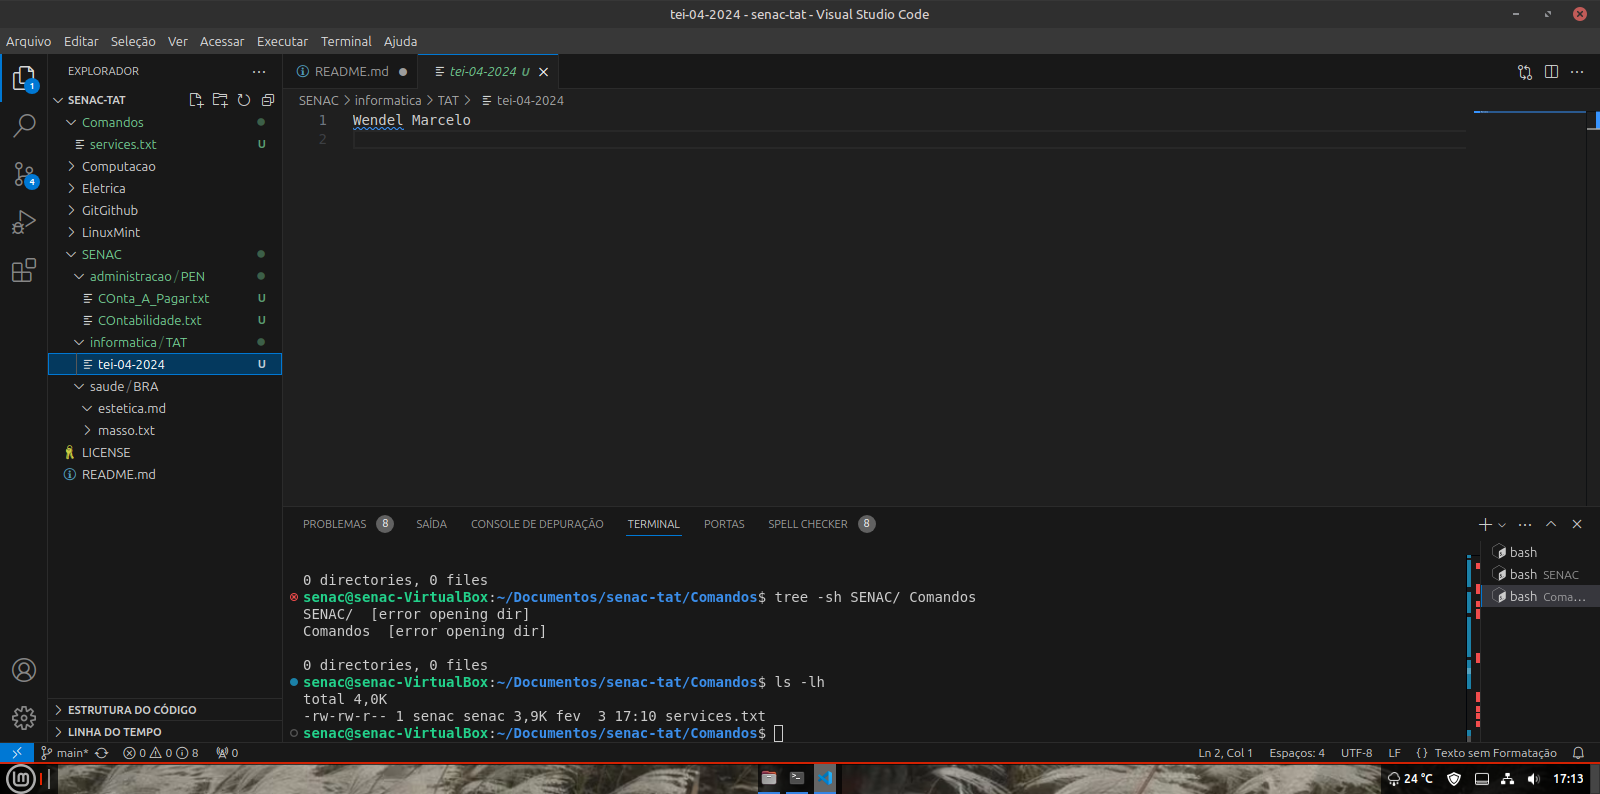 tei-04-2024 - senac-tat - Visual Studio Code
Arquivo Editar Seleção Ver Acessar Executar Terminal Ajuda
EXPLORADOR
SENAC-TAT
Comandos
services.txt U
Computacao
Eletrica
GitGithub
LinuxMint
SENAC
administracao / PEN
COnta_A_Pagar.txt U
COntabilidade.txt U
informatica / TAT
tei-04-2024 U
saude / BRA
estetica.md
masso.txt
LICENSE
README.md
ESTRUTURA DO CÓDIGO
LINHA DO TEMPO
1
4
README.md
tei-04-2024 U
SENAC > informatica > TAT > tei-04-2024
1 Wendel Marcelo
2
PROBLEMAS 8 SAÍDA CONSOLE DE DEPURAÇÃO TERMINAL PORTAS SPELL CHECKER 8
0 directories, 0 files
senac@senac-VirtualBox:~/Documentos/senac-tat/Comandos$ tree -sh SENAC/ Comandos
SENAC/  [error opening dir]
Comandos  [error opening dir]
0 directories, 0 files
senac@senac-VirtualBox:~/Documentos/senac-tat/Comandos$ ls -lh
total 4,0K
-rw-rw-r-- 1 senac senac 3,9K fev  3 17:10 services.txt
senac@senac-VirtualBox:~/Documentos/senac-tat/Comandos$
bash
bash SENAC
bash Coma...
main* 0 0 8 0
Ln 2, Col 1 Espaços: 4 UTF-8 LF {} Texto sem Formatação
24 °C 17:13